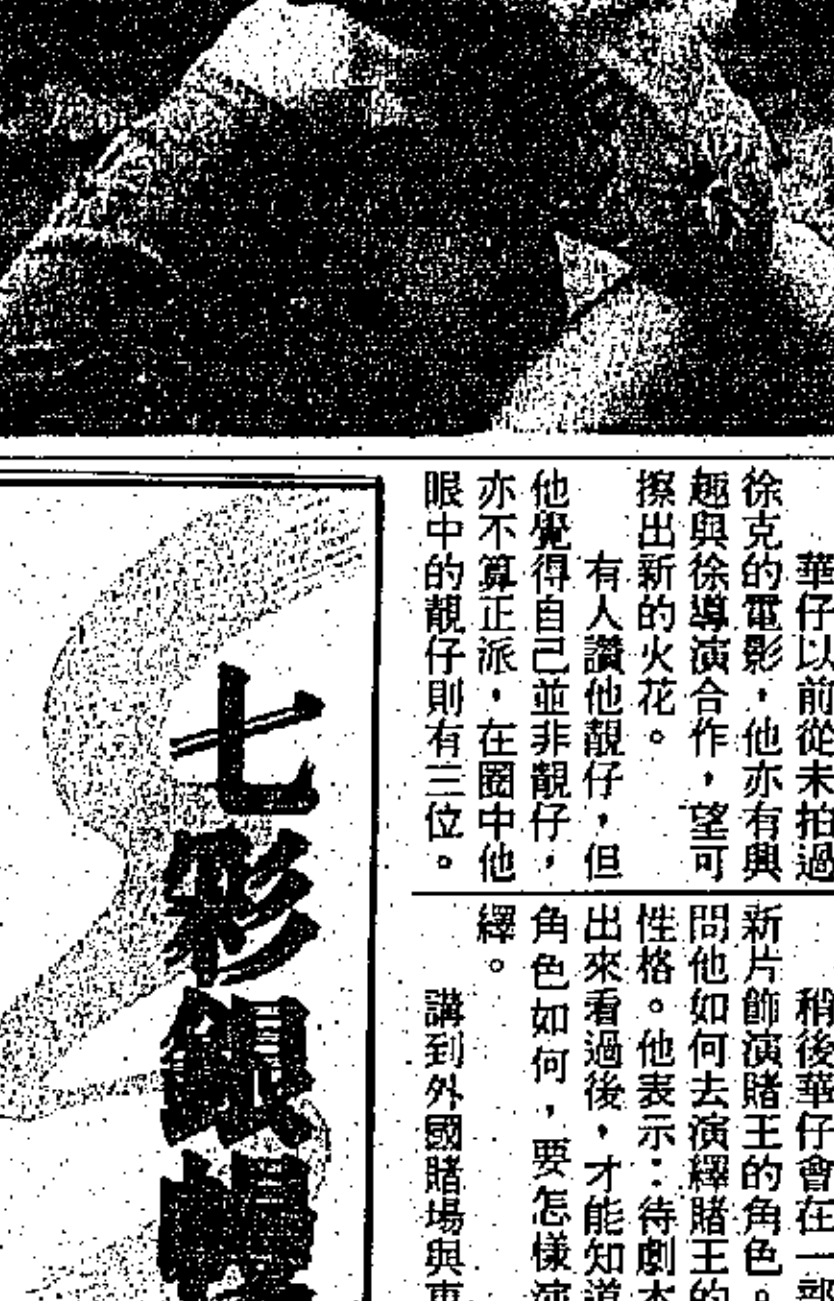 華仔以前從未拍過
徐克的電影，他亦有興
趣與徐導演合作，望可
擦出新的火花。
有人讚他靚仔，但
他覺得自己並非靚仔，
亦不算正派，在圈中他
眼中的靚仔則有三位。
稍後華仔會在一部
新片飾演賭王的角色。
問他如何去演繹賭王的
性格。他表示：待劇本
出來看過後，才能知道
角色如何，要怎樣演
繹。
講到外國賭場與
七彩銀幄